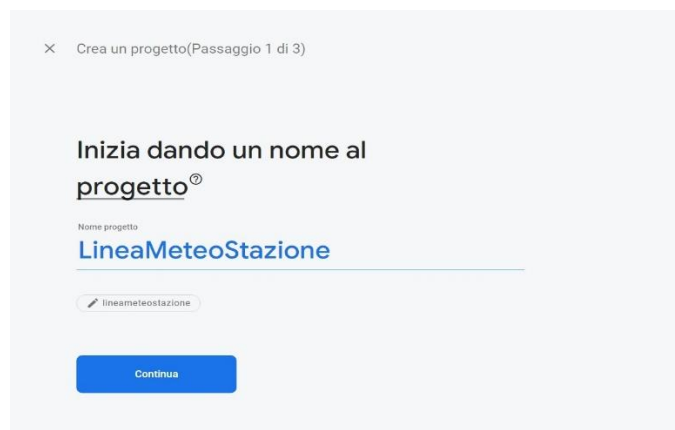 Crea un progetto(Passaggio 1 di 3)
Inizia dando un nome al
progetto
Nome progetto
LineaMeteoStazione
lineameteostazione
Continua